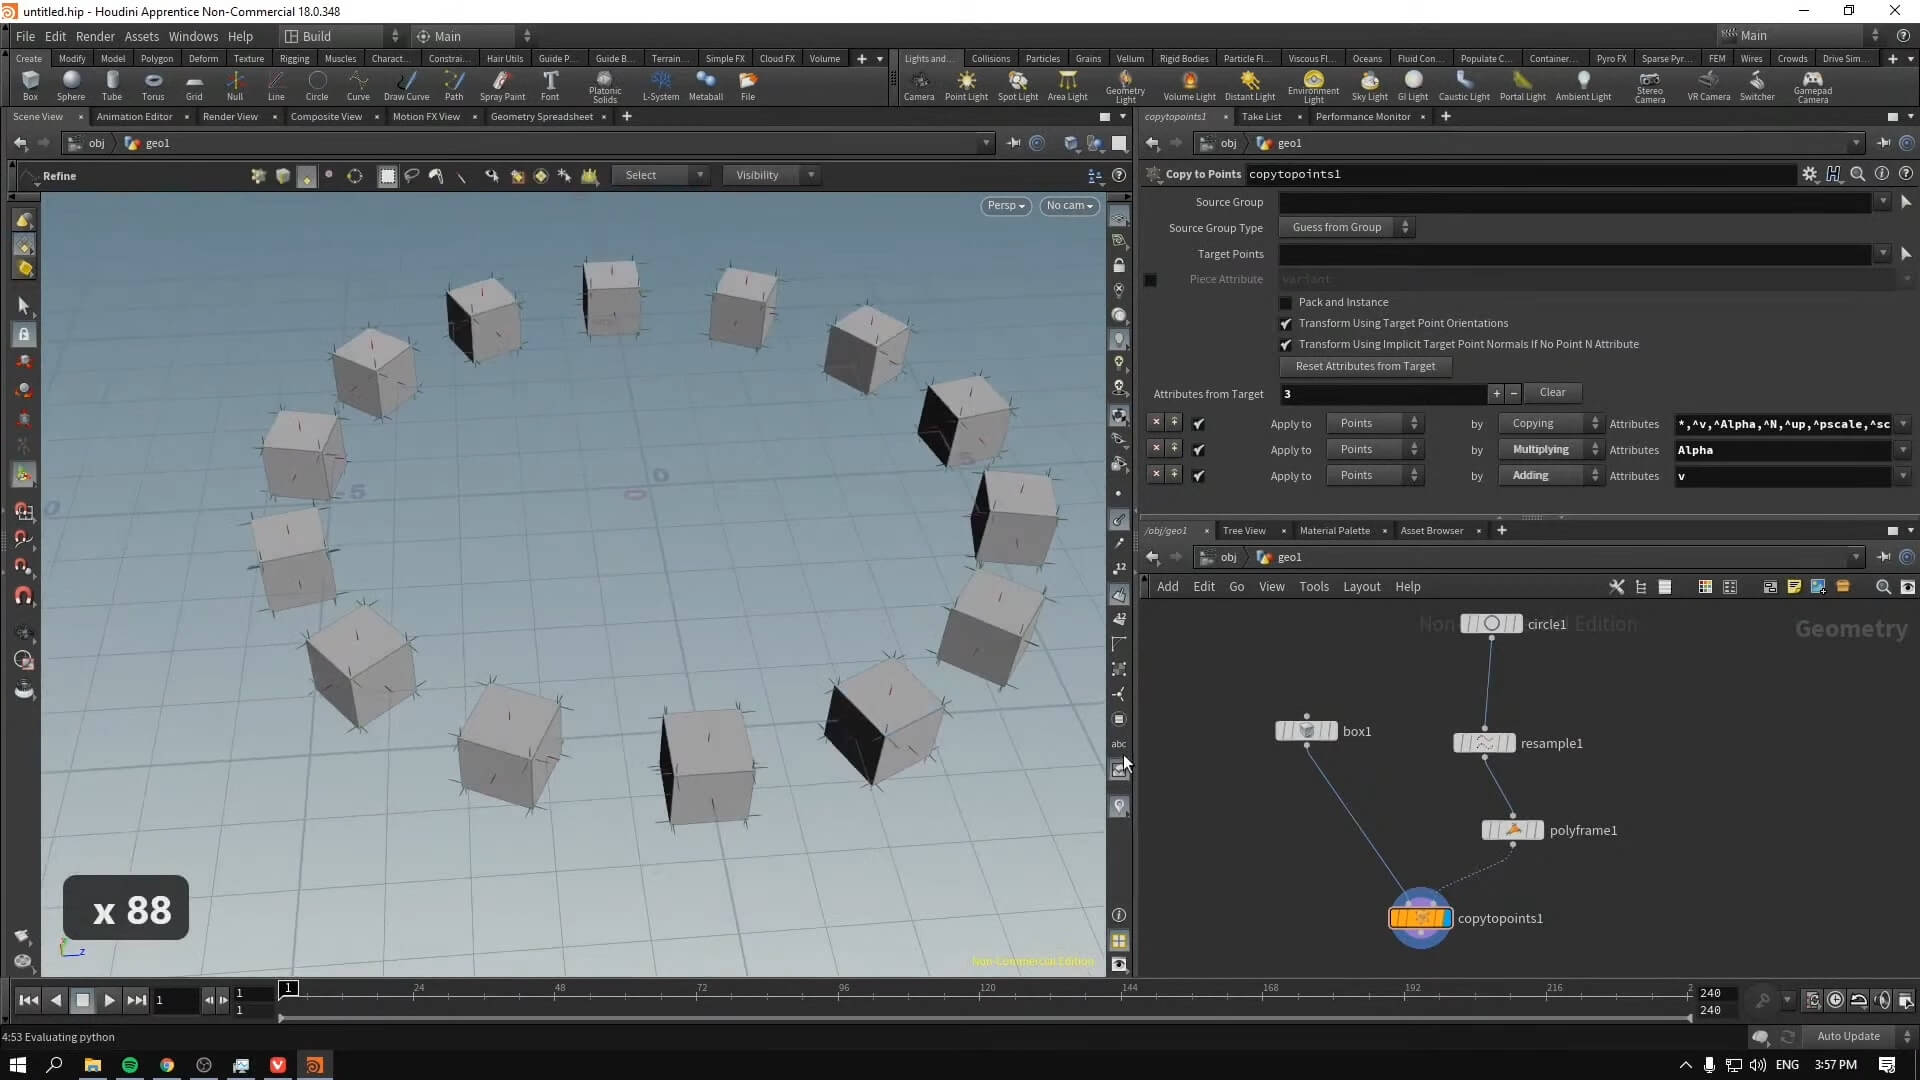 untitled.hip - Houdini Apprentice Non-Commercial 18.0.348
File Edit Render Assets Windows Help Build Main Main
Create Modify Model Polygon Deform Texture Rigging Muscles Charact... Constrai... Hair Utils Guide P... Guide B... Terrain... Simple FX Cloud FX Volume
Lights and... Collisions Particles Grains Vellum Rigid Bodies Particle Fl... Viscous Fl... Oceans Fluid Con... Populate C... Container... Pyro FX Sparse Pyr... FEM Wires Crowds Drive Sim...
Box Sphere Tube Torus Grid Null Line Circle Curve Draw Curve Path Spray Paint Font Platonic Solids L-System Metaball File
Camera Point Light Spot Light Area Light Geometry Light Volume Light Distant Light Environment Light Sky Light GI Light Caustic Light Portal Light Ambient Light Stereo Camera VR Camera Switcher Gamepad Camera
Scene View Animation Editor Render View Composite View Motion FX View Geometry Spreadsheet
copytopoints1 Take List Performance Monitor
obj geo1
obj geo1
Refine Select Visibility
Copy to Points copytopoints1
Persp No cam
Source Group
Source Group Type Guess from Group
Target Points
Piece Attribute variant
Pack and Instance
Transform Using Target Point Orientations
Transform Using Implicit Target Point Normals If No Point N Attribute
Reset Attributes from Target
Attributes from Target 3 + - Clear
Apply to Points by Copying Attributes *,^v,^Alpha,^N,^up,^pscale,^sc
Apply to Points by Multiplying Attributes Alpha
Apply to Points by Adding Attributes v
/obj/geo1 Tree View Material Palette Asset Browser
obj geo1
Add Edit Go View Tools Layout Help
Non Edition
Geometry
circle1
box1
resample1
polyframe1
copytopoints1
0
-5
0
12
12
abc
x 88
z
Non-Commercial Edition
1 1 1
1 24 48 72 96 120 144 168 192 216 2
240
240
4:53 Evaluating python
Auto Update
ENG 3:57 PM